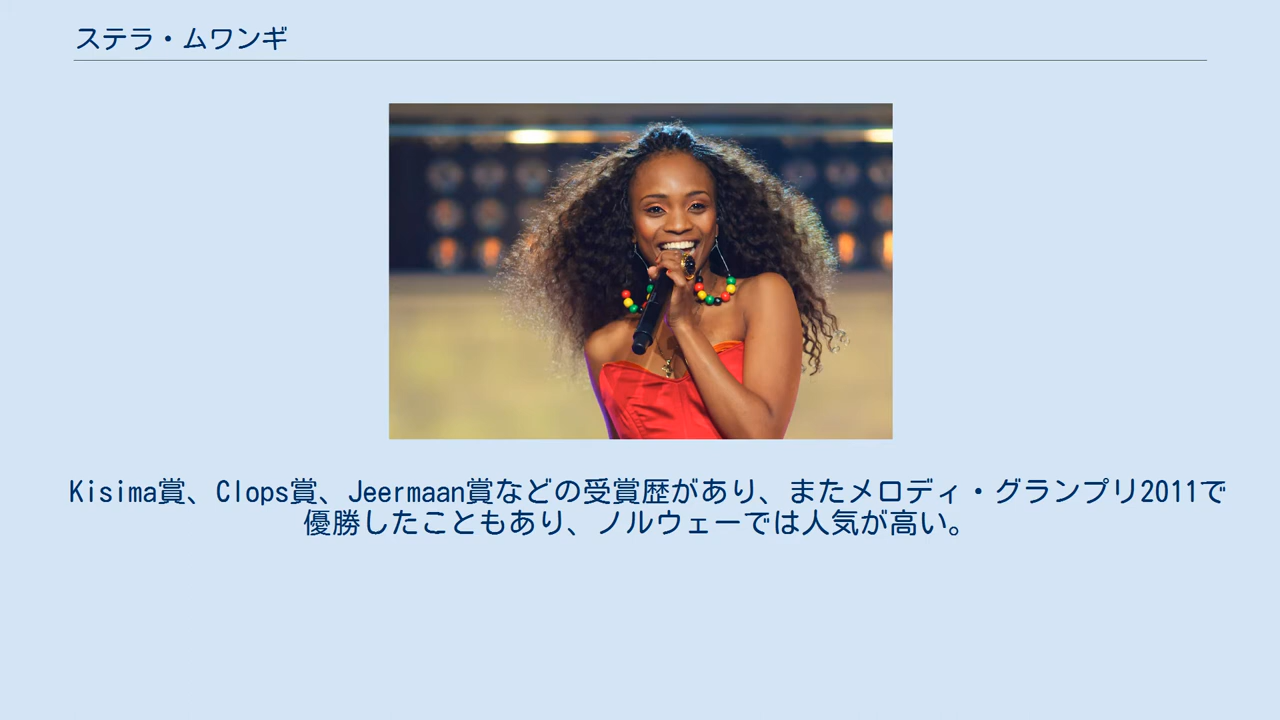 ステラ・ムワンギ
Kisima賞、Clops賞、Jeermaan賞などの受賞歴があり、またメロディ・グランプリ2011で
優勝したこともあり、ノルウェーでは人気が高い。